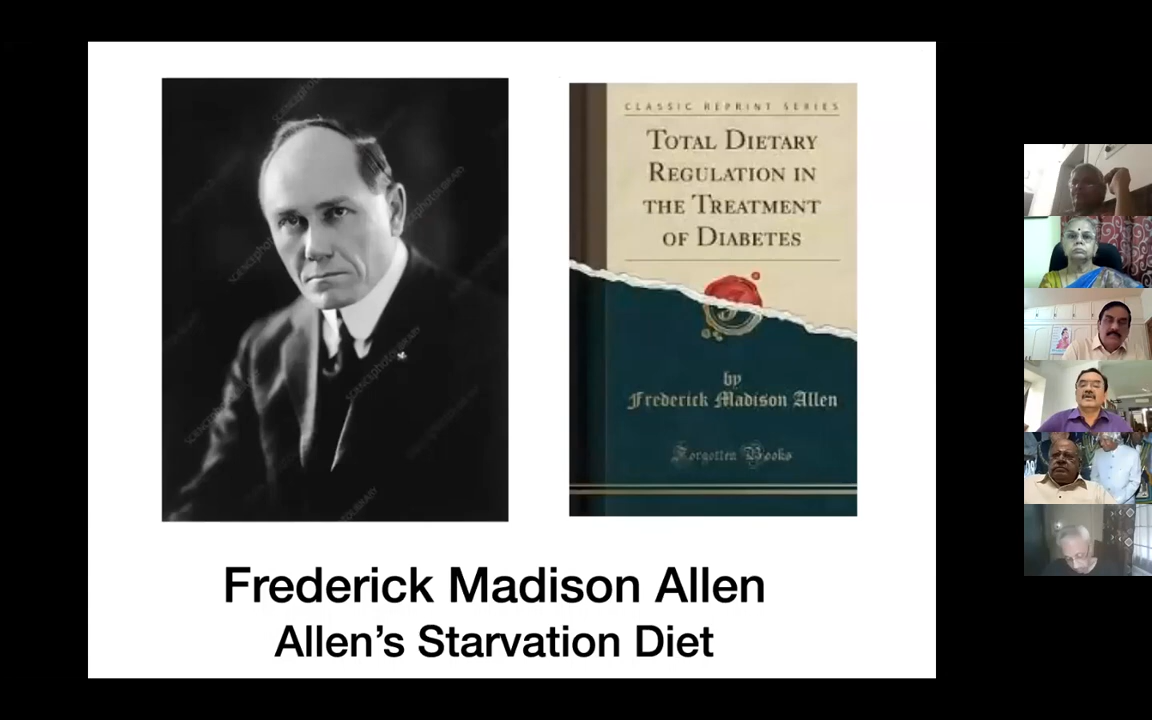 CLASSIC REPRINT SERIES
TOTAL DIETARY
REGULATION IN
THE TREATMENT
OF DIABETES
by
Frederick Madison Allen
Forgotten Books
Frederick Madison Allen
Allen's Starvation Diet